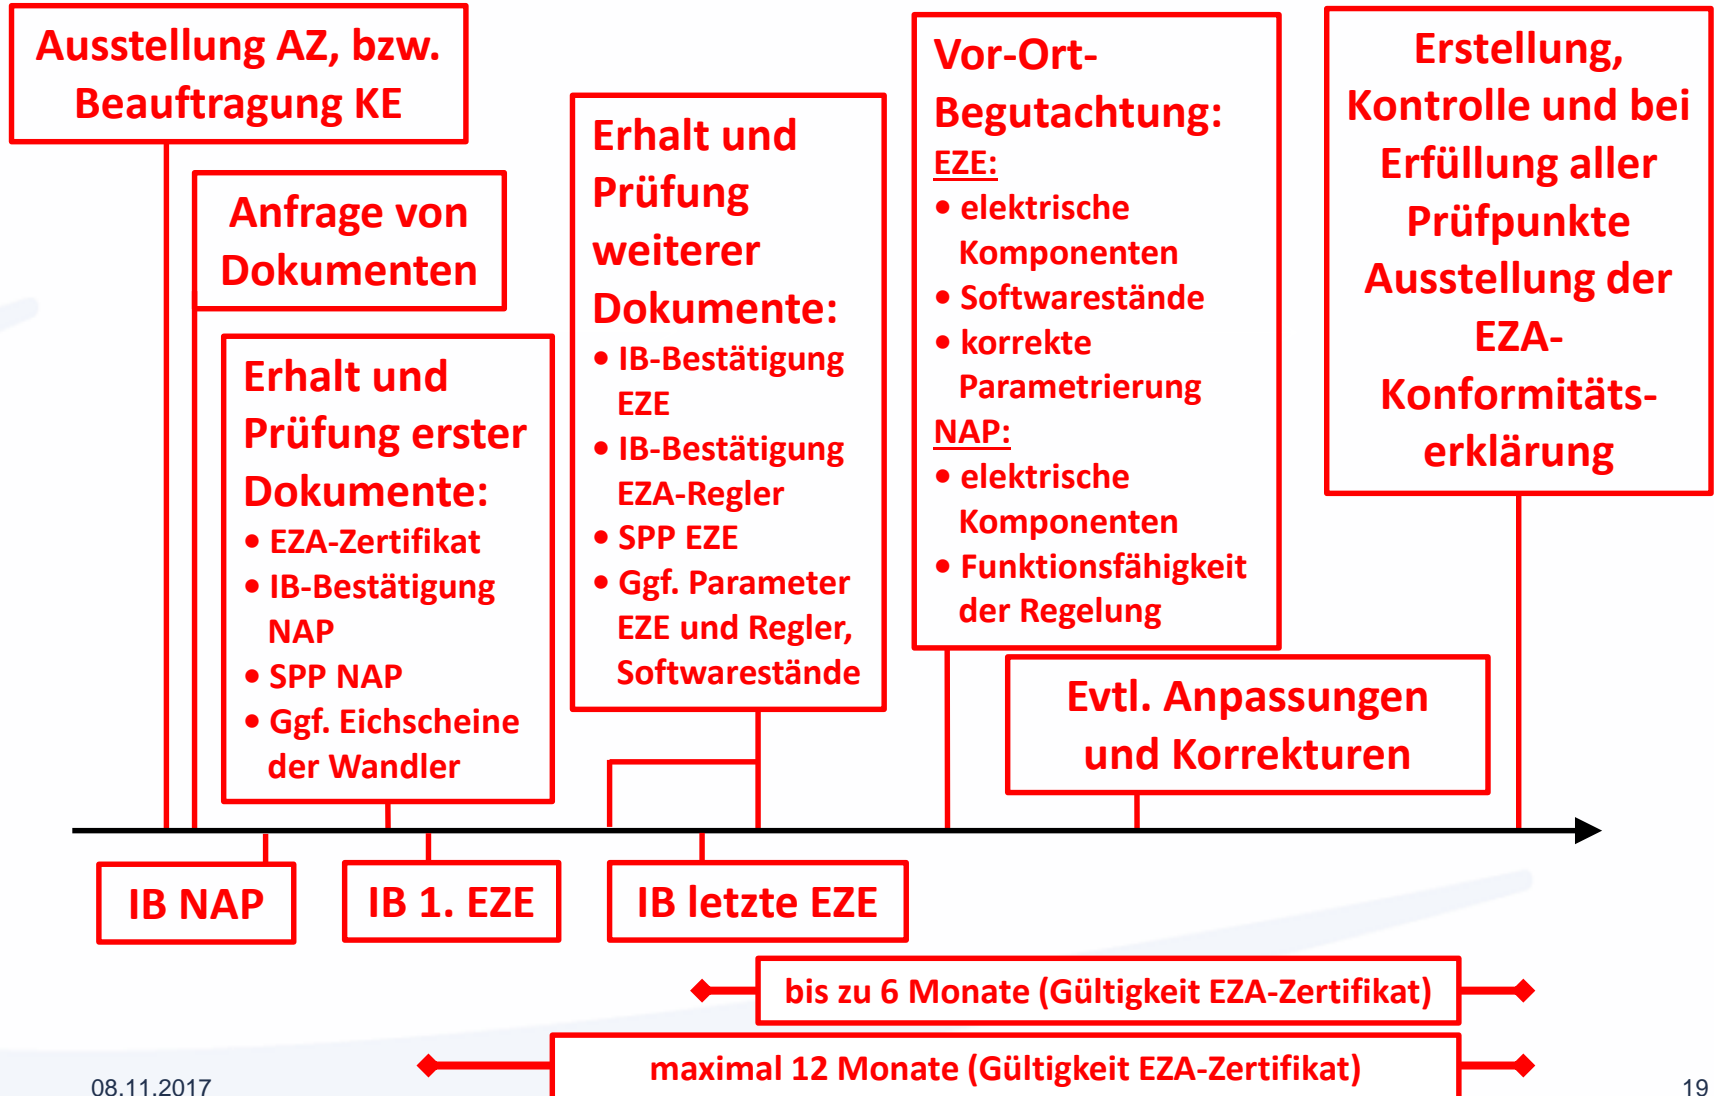 Ausstellung AZ, bzw.
Beauftragung KE
Anfrage von
Dokumenten
Erhalt und
Prüfung erster
Dokumente:
• EZA-Zertifikat
• IB-Bestätigung
NAP
• SPP NAP
• Ggf. Eichscheine
der Wandler
Erhalt und
Prüfung
weiterer
Dokumente:
• IB-Bestätigung
EZE
• IB-Bestätigung
EZA-Regler
• SPP EZE
• Ggf. Parameter
EZE und Regler,
Softwarestände
Vor-Ort-
Begutachtung:
EZE:
• elektrische
Komponenten
• Softwarestände
• korrekte
Parametrierung
NAP:
• elektrische
Komponenten
• Funktionsfähigkeit
der Regelung
Evtl. Anpassungen
und Korrekturen
Erstellung,
Kontrolle und bei
Erfüllung aller
Prüfpunkte
Ausstellung der
EZA-
Konformitäts-
erklärung
IB NAP
IB 1. EZE
IB letzte EZE
bis zu 6 Monate (Gültigkeit EZA-Zertifikat)
maximal 12 Monate (Gültigkeit EZA-Zertifikat)
08.11.2017
19